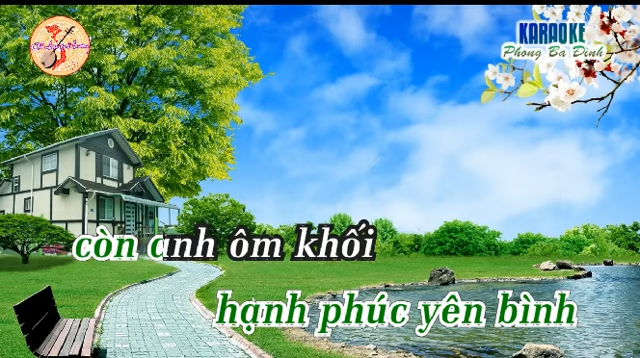 KARAOKE
Phong Ba Đình
còn anh ôm khối
hạnh phúc yên bình